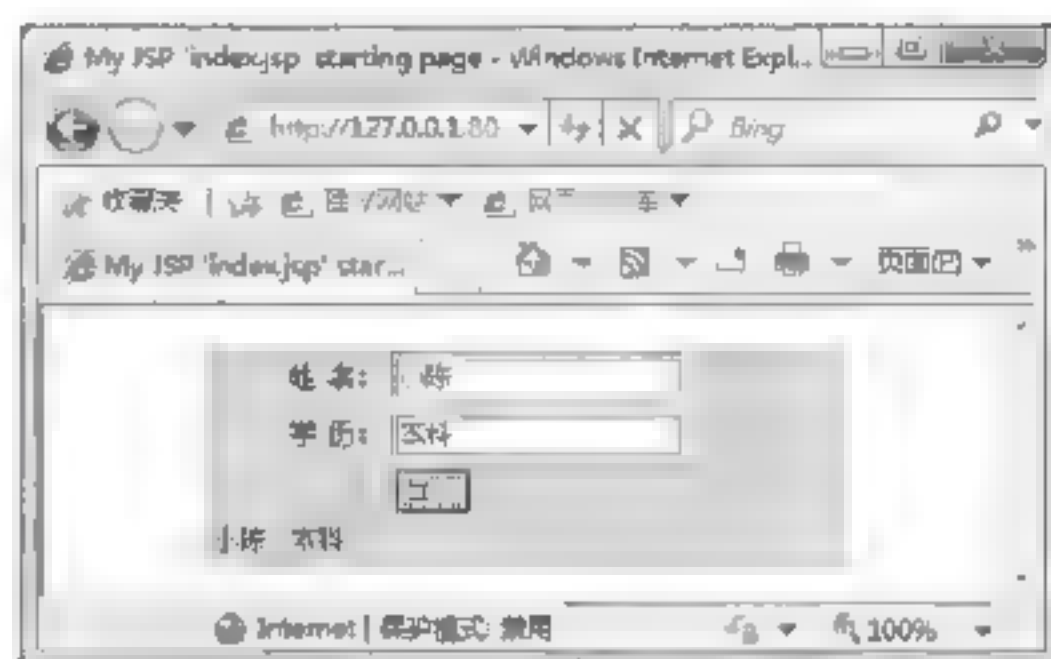 My JSP 'index.jsp' starting page - Windows Internet Expl...
http://127.0.0.1:80
Bing
收藏夹
My JSP 'index.jsp' star...
页面(P)
姓 名: 小陈
学 历: 本科
小陈 本科
Internet | 保护模式: 禁用
100%